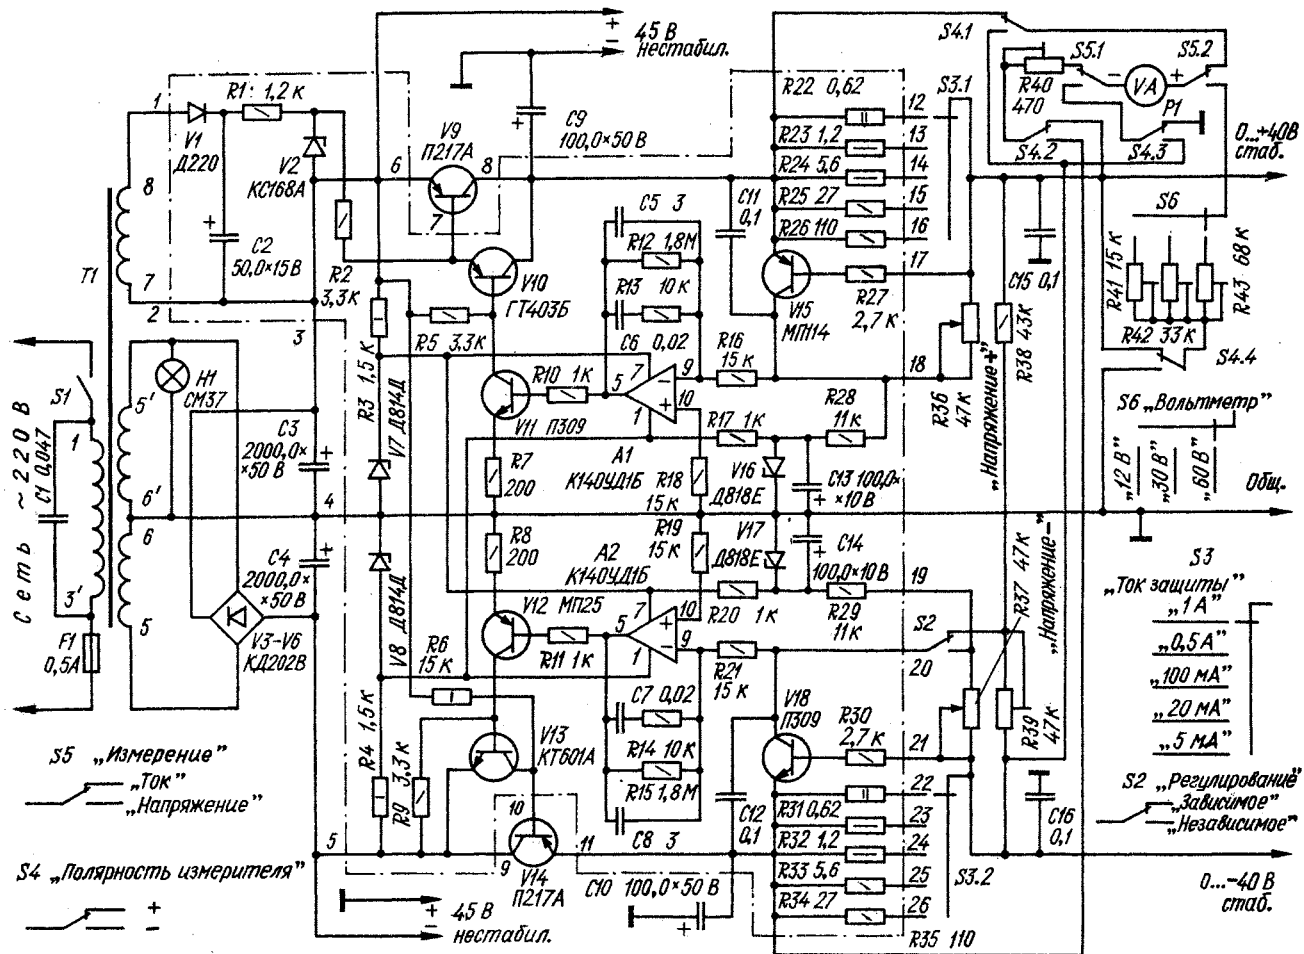 45 В
нестабил.
S4.1
S5.1
S5.2
R40
470
VA
P1
S4.2
S4.3
0...+40В
стаб.
1
V1
Д220
R1 1,2 к
V2
КС168А
C2
50,0×15 В
8
7
2
T1
3
R2
3,3 к
6
V9
П217А
8
7
C9
100,0×50 В
V10
ГТ403Б
R5 3,3к
R3 1,5 к
V7 Д814Д
C5 3
R12 1,8М
R13 10 к
C6 0,02
C11
0,1
R22 0,62
12
S3.1
R23 1,2
13
R24 5,6
14
R25 27
15
R26 110
16
17
V15
МП14
R27
2,7 к
R16
15 к
18
R36
47 к
„Напряжение+”
R38 43к
C15 0,1
S6
R41 15 к
R42 33 к
R43 68 к
S4.4
S6 „Вольтметр”
„12 В”
„30 В”
„60 В”
Общ.
Сеть ~220 В
S1
C1 0,047
1
3'
F1
0,5А
H1
СМ37
5'
6'
6
5
C3
2000,0×
×50 В
4
C4
2000,0×
×50 В
V3-V6
КД202В
R10 1 к
5
7
1
9
10
V11 П309
A1
К140УД1Б
R7
200
R8
200
R17 1 к
R28
11 к
V16
Д818Е
C13 100,0×
×10 В
R18
15 к
R19
15 к
V17
Д818Е
C14
100,0×10 В
A2
К140УД1Б
V12 МП25
R11 1 к
5
7
1
10
9
R20 1 к
R29
11 к
19
S2
20
R21
15 к
R37 47 к
„Напряжение-”
R39
47к
V8 Д814Д
R6
15 к
R4 1,5 к
R9 3,3 к
V13
КТ601А
C7 0,02
R14 10 к
R15 1,8М
C8 3
C12
0,1
V18
П309
R30
2,7 к
21
22
R31 0,62
23
R32 1,2
24
R33 5,6
25
R34 27
26
R35 110
S3.2
C16
0,1
0...-40 В
стаб.
S3
„Ток защиты”
„1 А”
„0,5 А”
„100 мА”
„20 мА”
„5 мА”
S2 „Регулирование”
„Зависимое”
„Независимое”
S5 „Измерение”
„Ток”
„Напряжение”
S4 „Полярность измерителя”
+
-
5
10
9
11
V14
П217А
C10 100,0×50 В
45 В
нестабил.